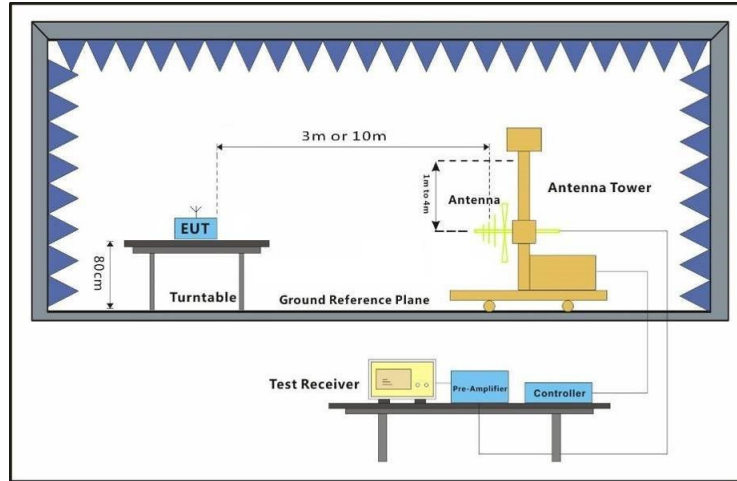 3m or 10m
1m to 4m
Antenna
Antenna Tower
EUT
80cm
Turntable
Ground Reference Plane
Test Receiver
Pre-Amplifier
Controller